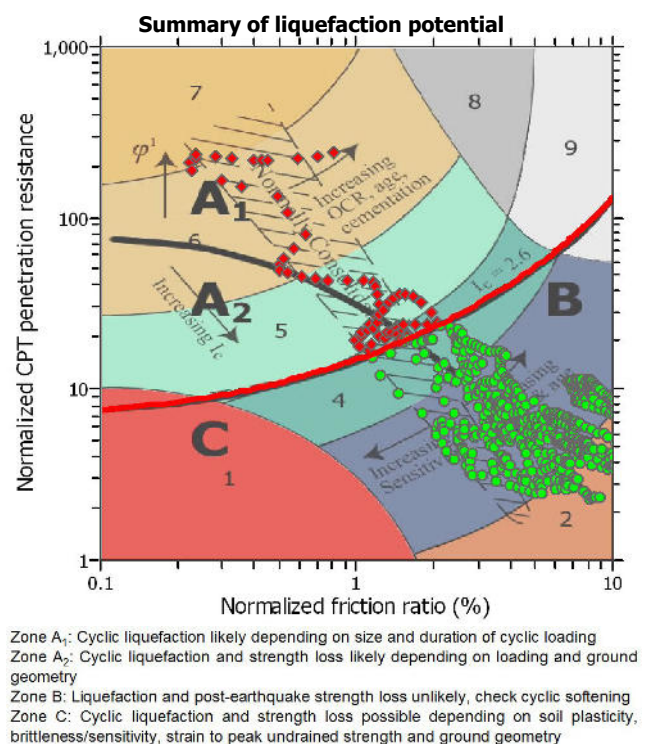 Summary of liquefaction potential
1,000
7
8
9
φ¹
Increasing
OCR, age,
cementation
Normally Consolidated
A1
100
6
Ic = 2.6
A2
B
Increasing Ic
5
10
4
C
Increasing
Sensitivity
1
2
1
0.1
1
10
Normalized CPT penetration resistance
Normalized friction ratio (%)
Zone A1: Cyclic liquefaction likely depending on size and duration of cyclic loading
Zone A2: Cyclic liquefaction and strength loss likely depending on loading and ground
geometry
Zone B: Liquefaction and post-earthquake strength loss unlikely, check cyclic softening
Zone C: Cyclic liquefaction and strength loss possible depending on soil plasticity,
brittleness/sensitivity, strain to peak undrained strength and ground geometry